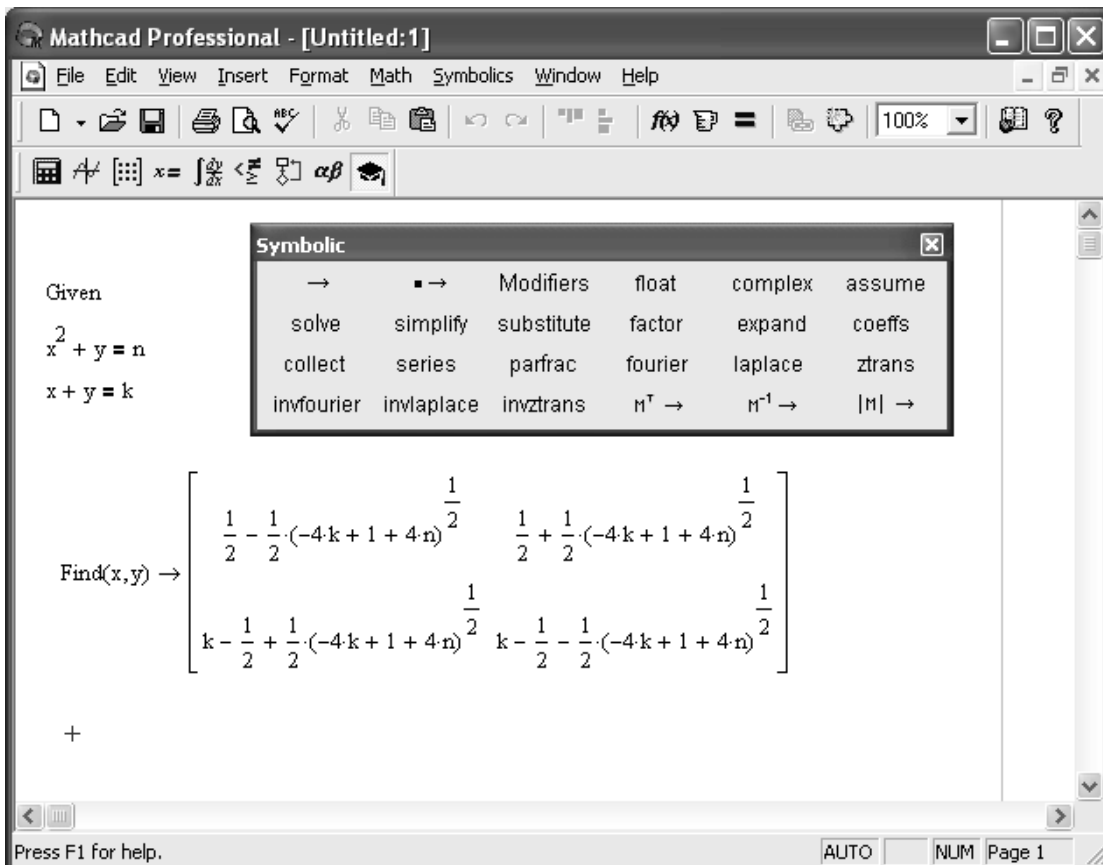 Mathcad Professional - [Untitled:1]
File Edit View Insert Format Math Symbolics Window Help
ABC f(x) = 100% ?
x= ∫ dy/dx <≠≥ αβ
Symbolic
→ ▪ → Modifiers float complex assume
solve simplify substitute factor expand coeffs
collect series parfrac fourier laplace ztrans
invfourier invlaplace invztrans Mᵀ → M⁻¹ → |M| →
Given
x² + y = n
x + y = k
Find(x,y) → [ 1/2 - 1/2·(-4·k + 1 + 4·n)^(1/2) 1/2 + 1/2·(-4·k + 1 + 4·n)^(1/2)
k - 1/2 + 1/2·(-4·k + 1 + 4·n)^(1/2) k - 1/2 - 1/2·(-4·k + 1 + 4·n)^(1/2) ]
+
Press F1 for help. AUTO NUM Page 1